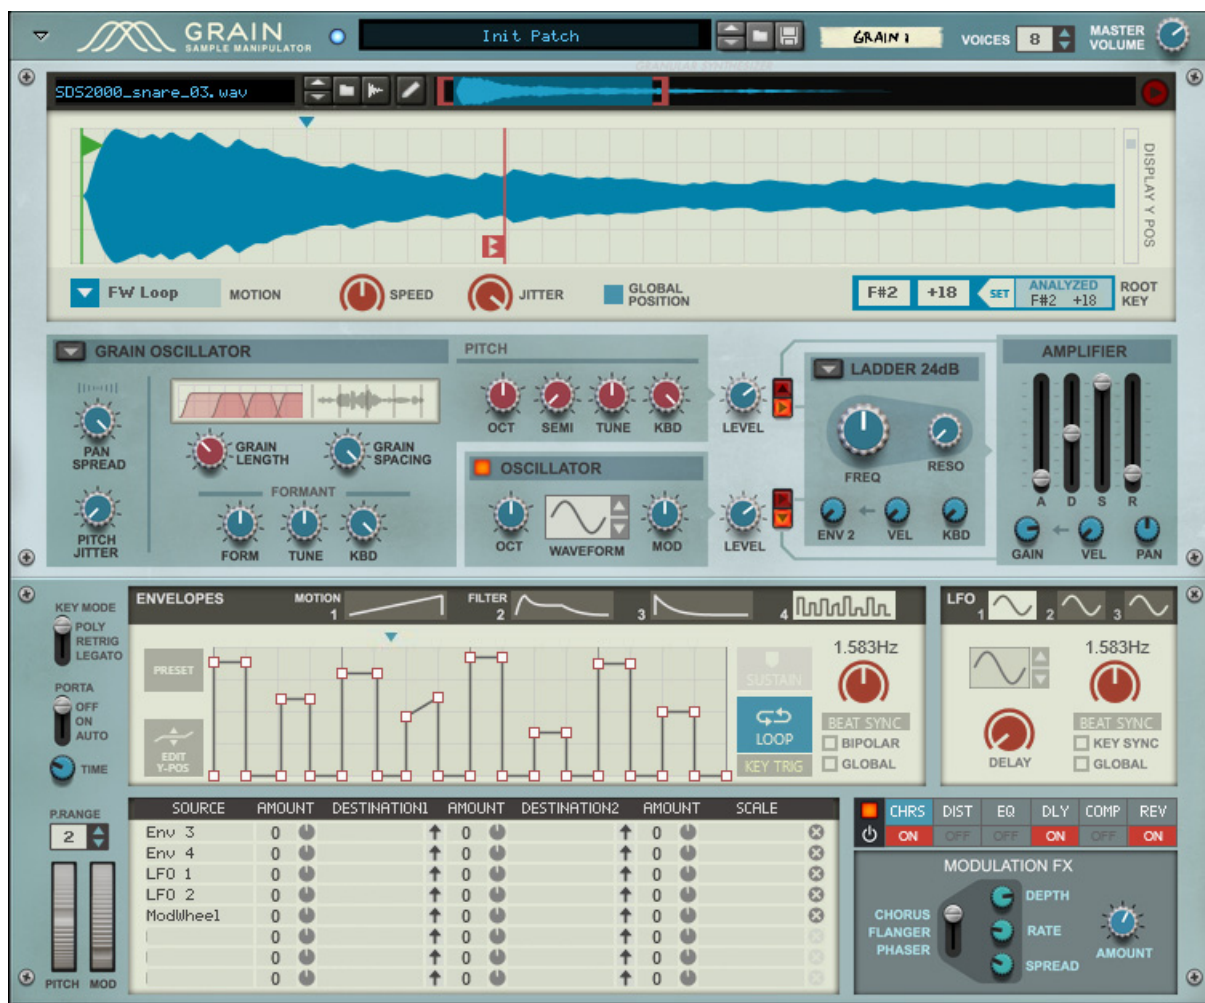 GRAIN
SAMPLE MANIPULATOR
Init Patch
GRAIN 1
VOICES 8
MASTER
VOLUME
GRANULAR SYNTHESIZER
SDS2000_snare_03.wav
DISPLAY Y POS
FW Loop
MOTION
SPEED
JITTER
GLOBAL
POSITION
F#2
+18
SET
ANALYZED
F#2 +18
ROOT
KEY
GRAIN OSCILLATOR
PAN
SPREAD
GRAIN
LENGTH
GRAIN
SPACING
PITCH
JITTER
FORMANT
FORM TUNE KBD
PITCH
OCT SEMI TUNE KBD
LEVEL
OSCILLATOR
OCT
WAVEFORM
MOD
LEVEL
LADDER 24dB
FREQ
RESO
ENV 2 VEL KBD
AMPLIFIER
A D S R
GAIN VEL PAN
KEY MODE
POLY
RETRIG
LEGATO
PORTA
OFF
ON
AUTO
TIME
P.RANGE
2
PITCH MOD
ENVELOPES
MOTION
1
FILTER
2
3
4
PRESET
EDIT
Y-POS
SUSTAIN
LOOP
KEY TRIG
1.583Hz
BEAT SYNC
BIPOLAR
GLOBAL
LFO
1 2 3
1.583Hz
DELAY
BEAT SYNC
KEY SYNC
GLOBAL
SOURCE AMOUNT DESTINATION1 AMOUNT DESTINATION2 AMOUNT SCALE
Env 3 0 0 0
Env 4 0 0 0
LFO 1 0 0 0
LFO 2 0 0 0
ModWheel 0 0 0
0 0 0
0 0 0
0 0 0
CHRS DIST EQ DLY COMP REV
ON OFF OFF ON OFF ON
MODULATION FX
CHORUS
FLANGER
PHASER
DEPTH
RATE
SPREAD
AMOUNT